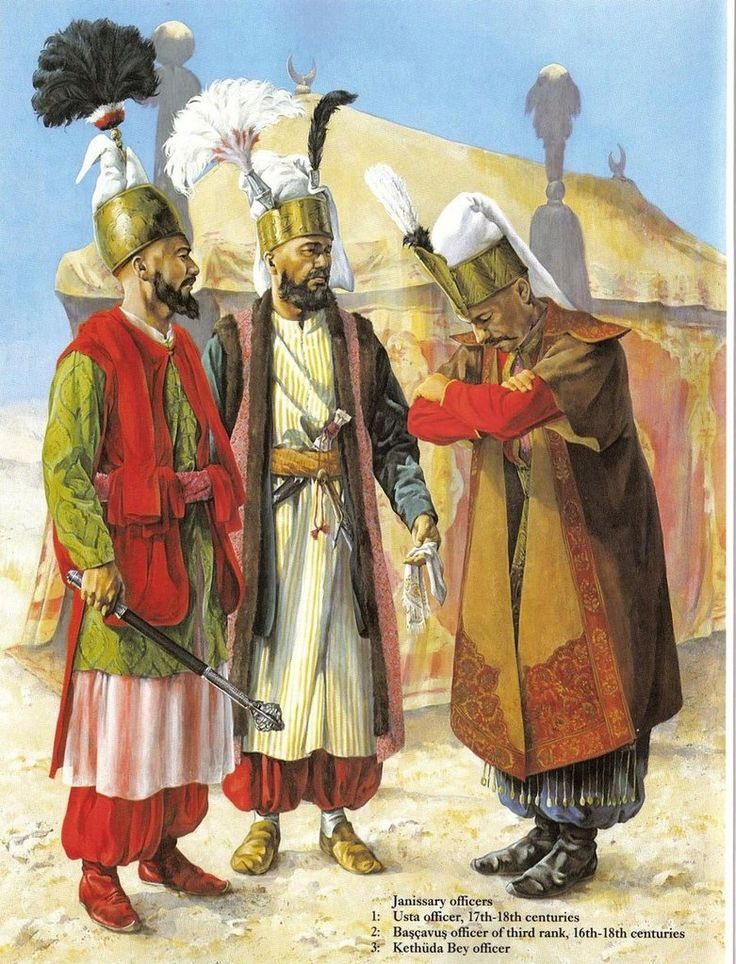 Janissary officers
1: Usta officer, 17th-18th centuries
2: Başçavuş officer of third rank, 16th-18th centuries
3: Kethüda Bey officer